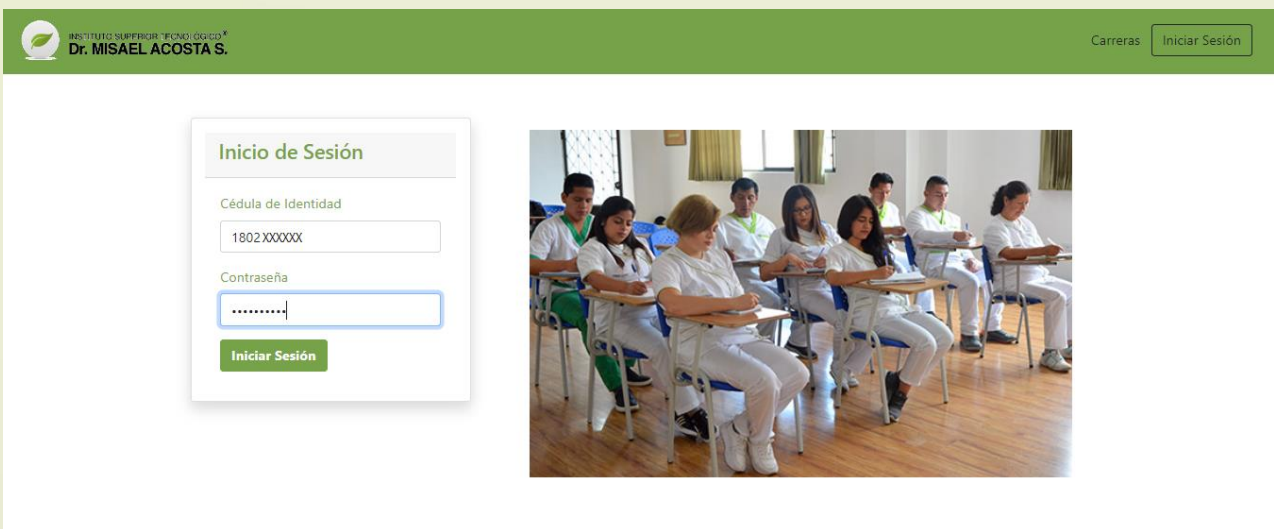 INSTITUTO SUPERIOR TECNOLÓGICO®
Dr. MISAEL ACOSTA S.
Carreras
Iniciar Sesión
Inicio de Sesión
Cédula de Identidad
1802XXXXXX
Contraseña
••••••••••
Iniciar Sesión